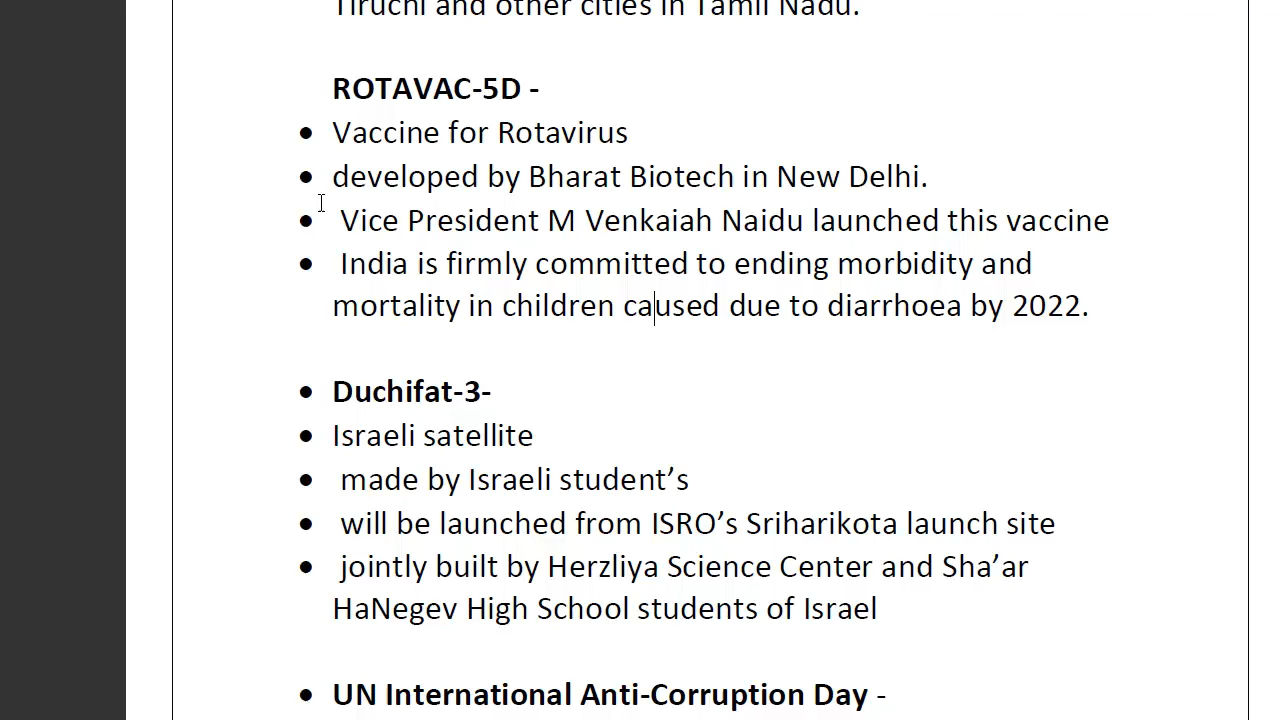 Tiruchi and other cities in Tamil Nadu.
ROTAVAC-5D -
• Vaccine for Rotavirus
• developed by Bharat Biotech in New Delhi.
• Vice President M Venkaiah Naidu launched this vaccine
• India is firmly committed to ending morbidity and
mortality in children caused due to diarrhoea by 2022.
• Duchifat-3-
• Israeli satellite
• made by Israeli student’s
• will be launched from ISRO’s Sriharikota launch site
• jointly built by Herzliya Science Center and Sha’ar
HaNegev High School students of Israel
• UN International Anti-Corruption Day -